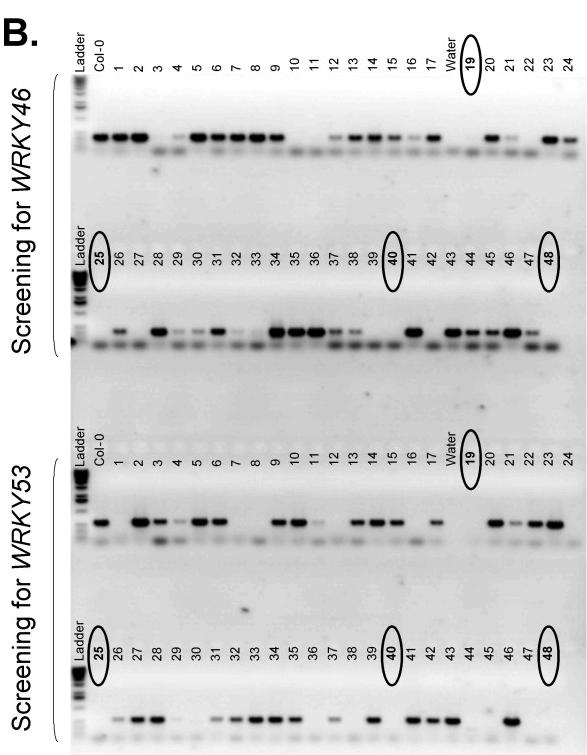 B.
Screening for WRKY46
Ladder Col-0 1 2 3 4 5 6 7 8 9 10 11 12 13 14 15 16 17 Water 19 20 21 22 23 24
Ladder 25 26 27 28 29 30 31 32 33 34 35 36 37 38 39 40 41 42 43 44 45 46 47 48
Screening for WRKY53
Ladder Col-0 1 2 3 4 5 6 7 8 9 10 11 12 13 14 15 16 17 Water 19 20 21 22 23 24
Ladder 25 26 27 28 29 30 31 32 33 34 35 36 37 38 39 40 41 42 43 44 45 46 47 48